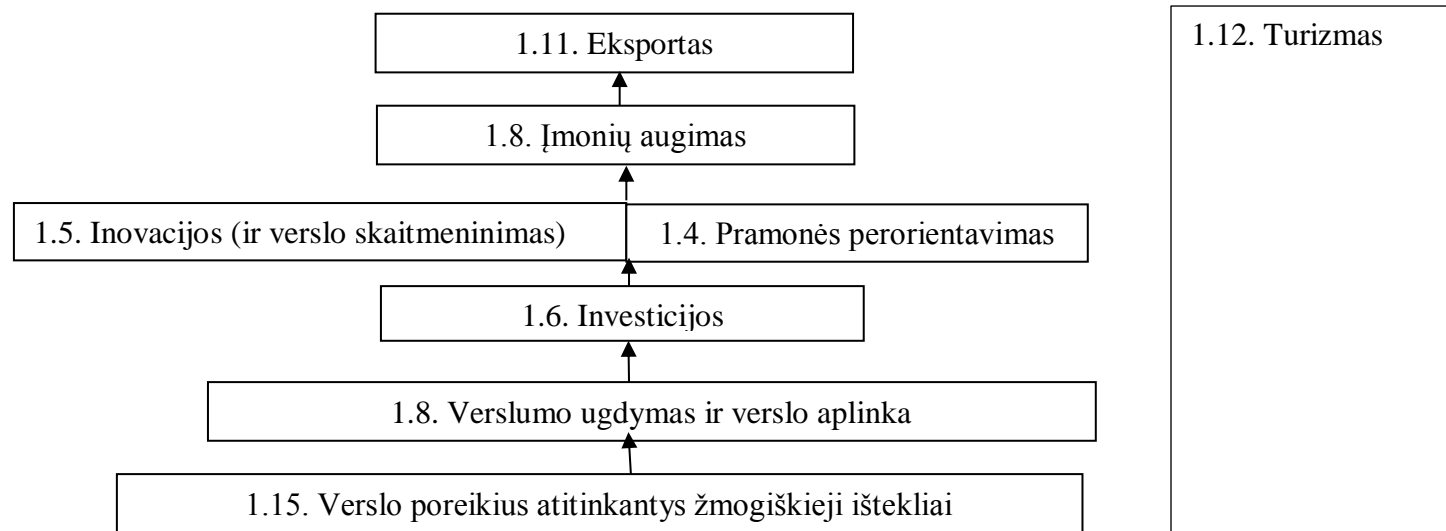 1.11. Eksportas
1.12. Turizmas
1.8. Įmonių augimas
1.5. Inovacijos (ir verslo skaitmeninimas)
1.4. Pramonės perorientavimas
1.6. Investicijos
1.8. Verslumo ugdymas ir verslo aplinka
1.15. Verslo poreikius atitinkantys žmogiškieji ištekliai